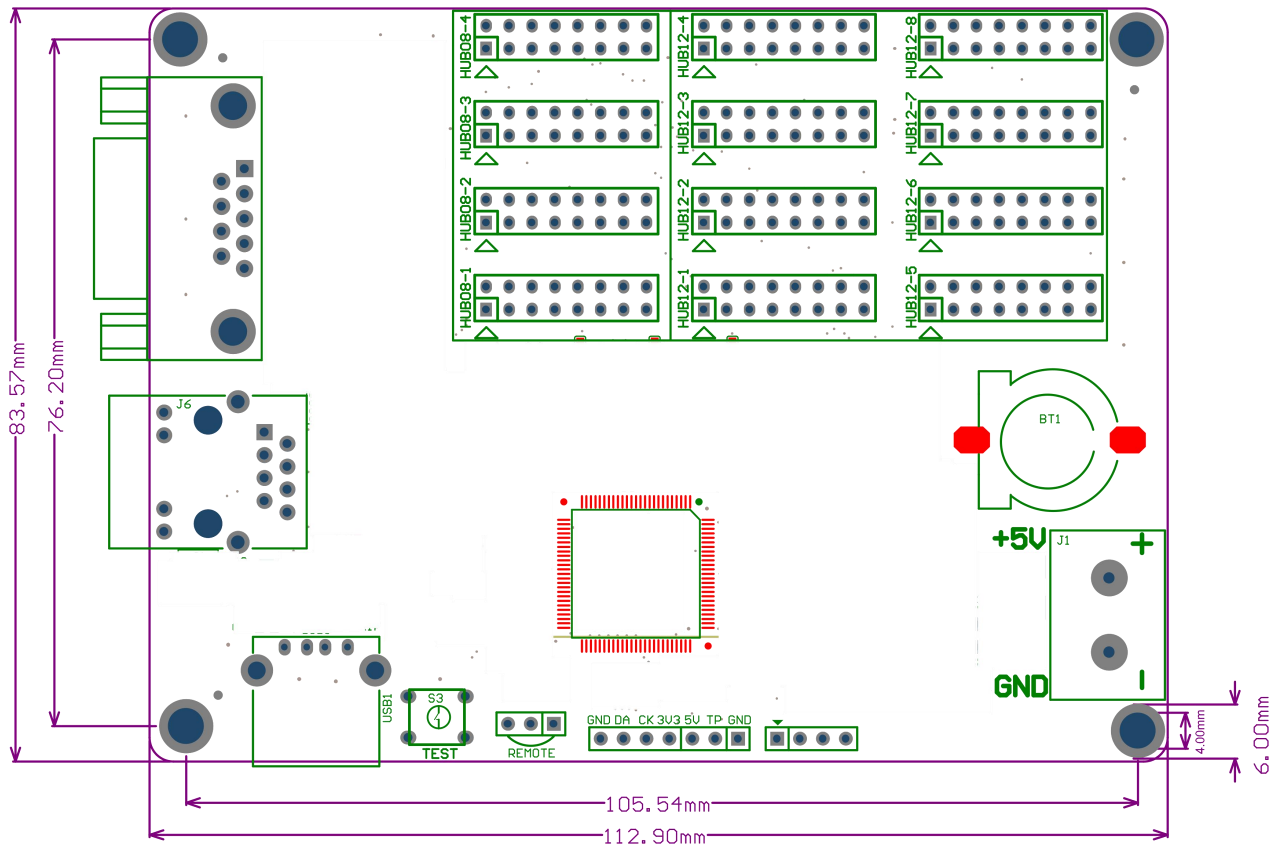 HUB08-4
HUB12-4
HUB12-8
HUB08-3
HUB12-3
HUB12-7
HUB08-2
HUB12-2
HUB12-6
HUB08-1
HUB12-1
HUB12-5
83.57mm
76.20mm
J6
BT1
+5V
J1
+
GND
-
USB1
S3
TEST
REMOTE
GND DA CK 3V3 5V TP GND
4.00mm
6.00mm
105.54mm
112.90mm